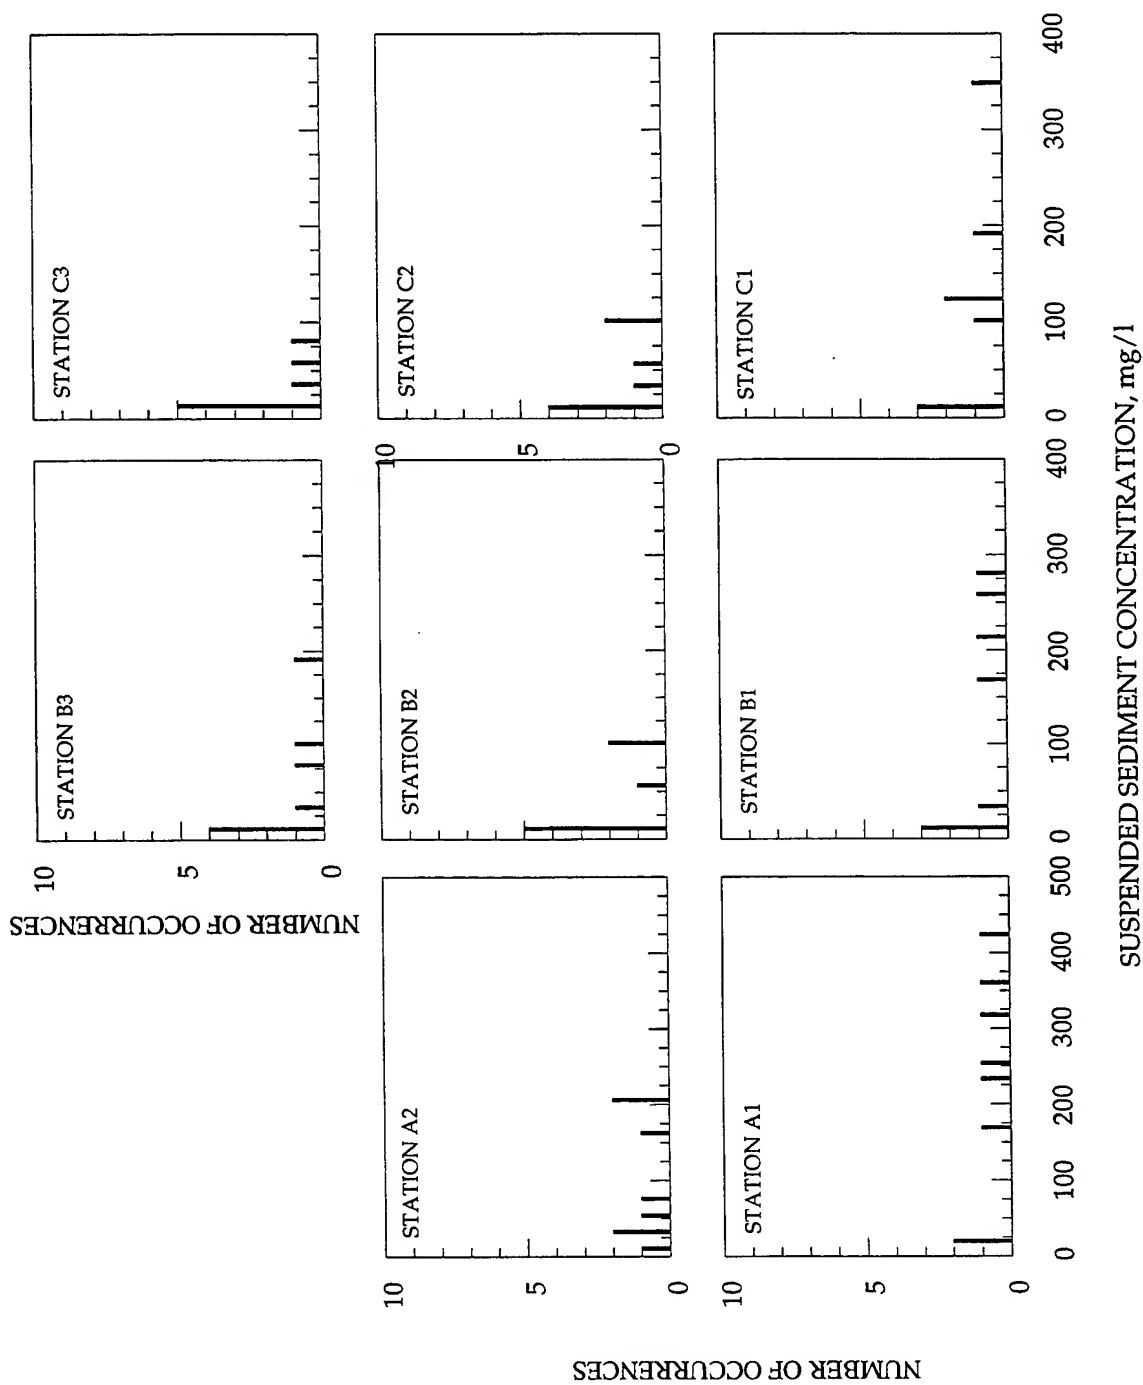 NUMBER OF OCCURRENCES
10
5
0
STATION B3
STATION C3
NUMBER OF OCCURRENCES
10
5
0
STATION A2
STATION B2
10
5
0
STATION C2
10
5
0
STATION A1
STATION B1
STATION C1
0 100 200 300 400 500
0 100 200 300 400
0 100 200 300 400
SUSPENDED SEDIMENT CONCENTRATION, mg/l